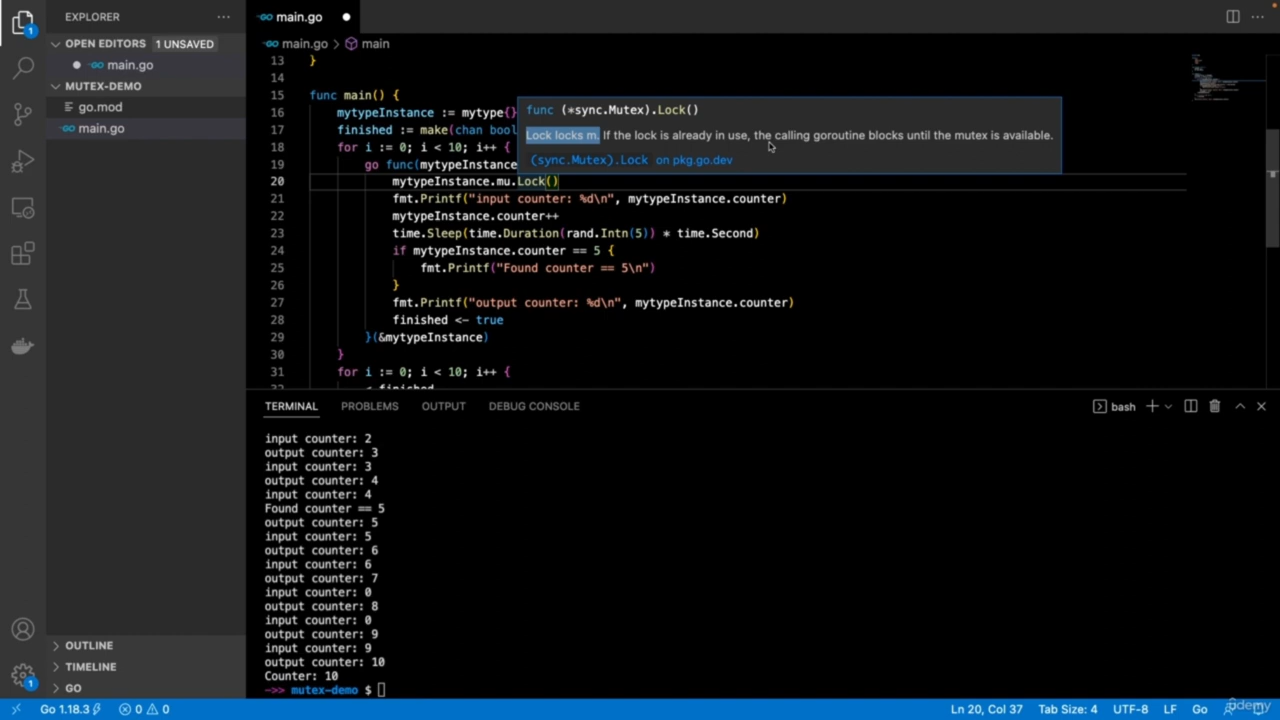 EXPLORER
main.go
OPEN EDITORS 1 UNSAVED
main.go
MUTEX-DEMO
go.mod
main.go
OUTLINE
TIMELINE
GO
1
1
main.go > main
13 }
14
15 func main() {
16 mytypeInstance := mytype{}
17 finished := make(chan bool
18 for i := 0; i < 10; i++ {
19 go func(mytypeInstance
20 mytypeInstance.mu.Lock()
21 fmt.Printf("input counter: %d\n", mytypeInstance.counter)
22 mytypeInstance.counter++
23 time.Sleep(time.Duration(rand.Intn(5)) * time.Second)
24 if mytypeInstance.counter == 5 {
25 fmt.Printf("Found counter == 5\n")
26 }
27 fmt.Printf("output counter: %d\n", mytypeInstance.counter)
28 finished <- true
29 }(&mytypeInstance)
30 }
31 for i := 0; i < 10; i++ {
func (*sync.Mutex).Lock()
Lock locks m. If the lock is already in use, the calling goroutine blocks until the mutex is available.
(sync.Mutex).Lock on pkg.go.dev
TERMINAL PROBLEMS OUTPUT DEBUG CONSOLE bash
input counter: 2
output counter: 3
input counter: 3
output counter: 4
input counter: 4
Found counter == 5
output counter: 5
input counter: 5
output counter: 6
input counter: 6
output counter: 7
input counter: 0
output counter: 8
input counter: 0
output counter: 9
input counter: 9
output counter: 10
Counter: 10
->> mutex-demo $
Go 1.18.3 0 0 Ln 20, Col 37 Tab Size: 4 UTF-8 LF Go
udemy